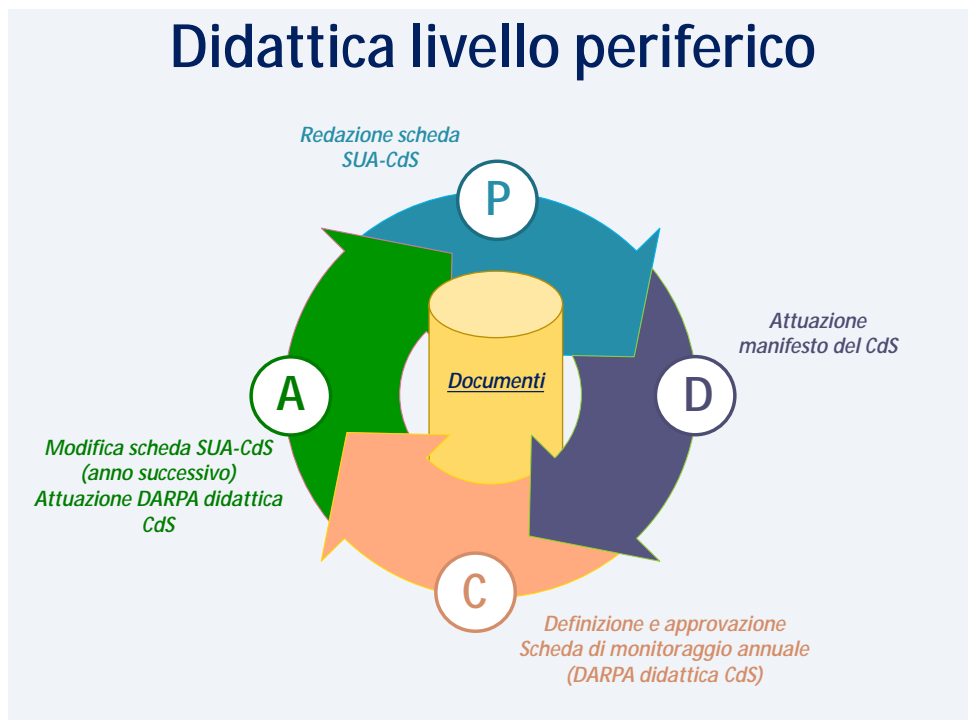 Didattica livello periferico
Redazione scheda
SUA-CdS
P
Attuazione
manifesto del CdS
D
Documenti
A
Modifica scheda SUA-CdS
(anno successivo)
Attuazione DARPA didattica
CdS
C
Definizione e approvazione
Scheda di monitoraggio annuale
(DARPA didattica CdS)